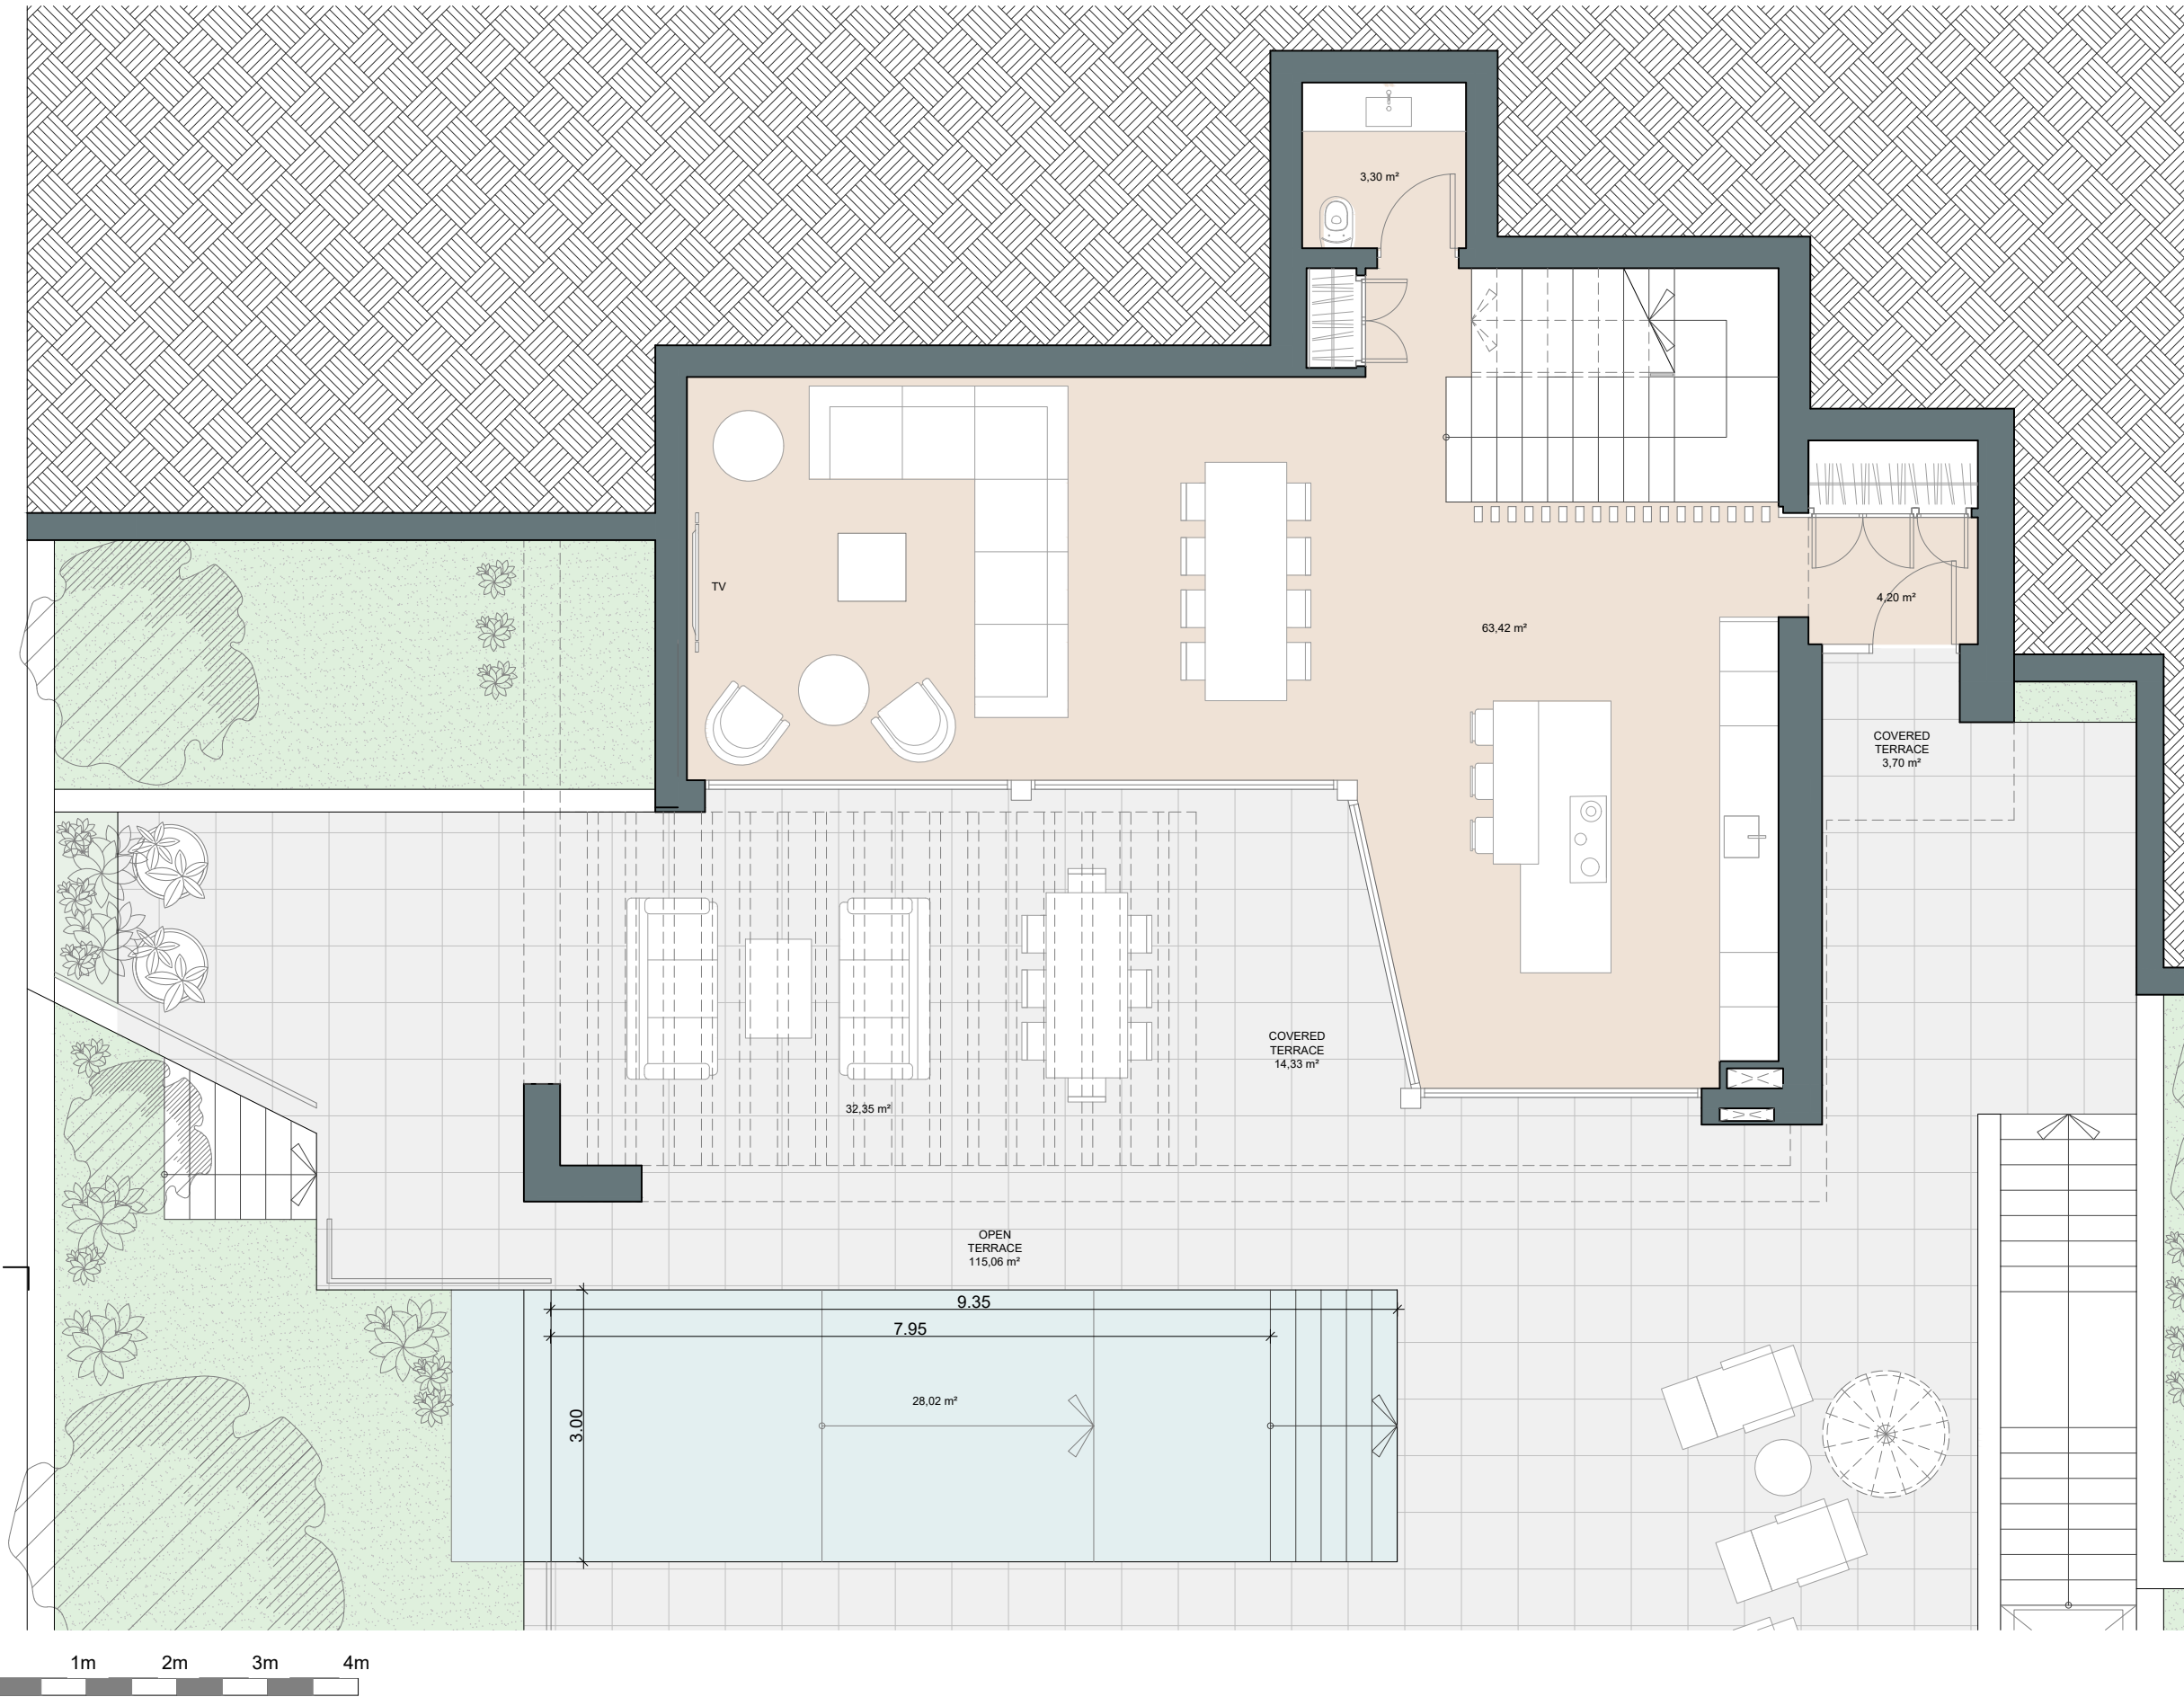 3,30 m²
TV
4,20 m²
63,42 m²
COVERED
TERRACE
3,70 m²
COVERED
TERRACE
14,33 m²
32,35 m²
OPEN
TERRACE
115,06 m²
9.35
7.95
28,02 m²
3.00
1m 2m 3m 4m